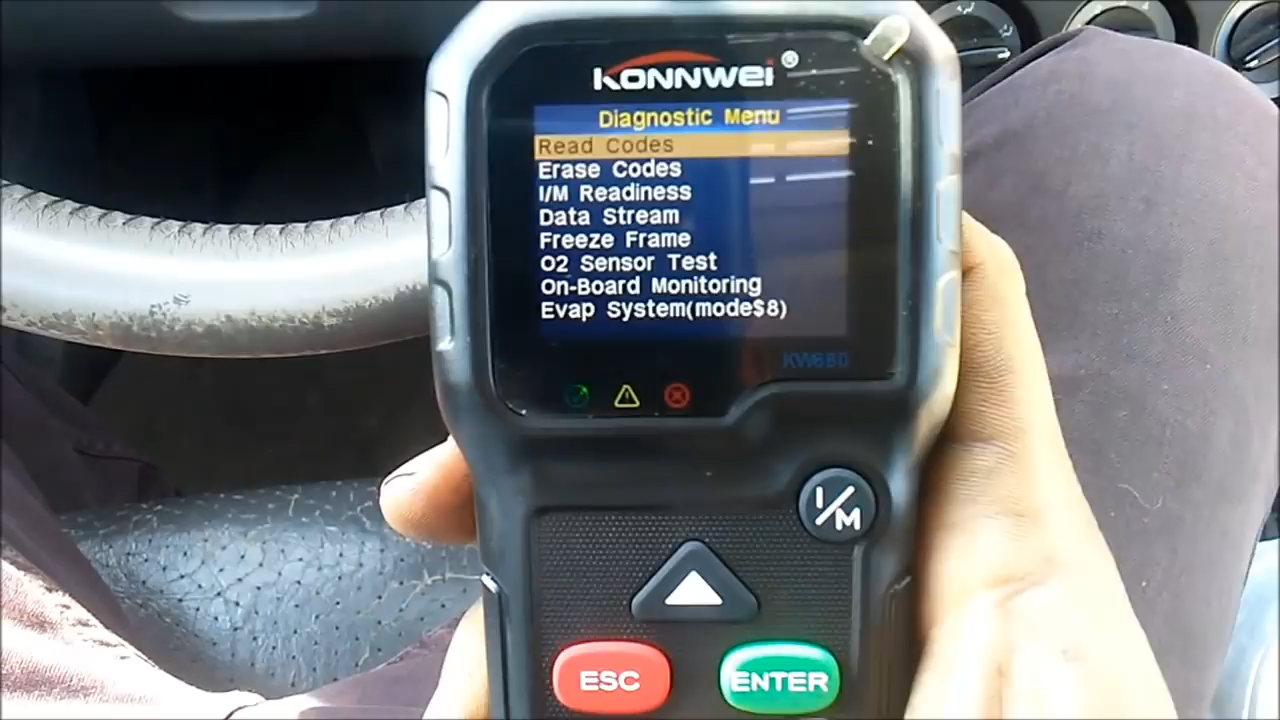 KONNWEI®
Diagnostic Menu
Read Codes
Erase Codes
I/M Readiness
Data Stream
Freeze Frame
O2 Sensor Test
On-Board Monitoring
Evap System(mode$8)
KW680
I/M
ESC
ENTER